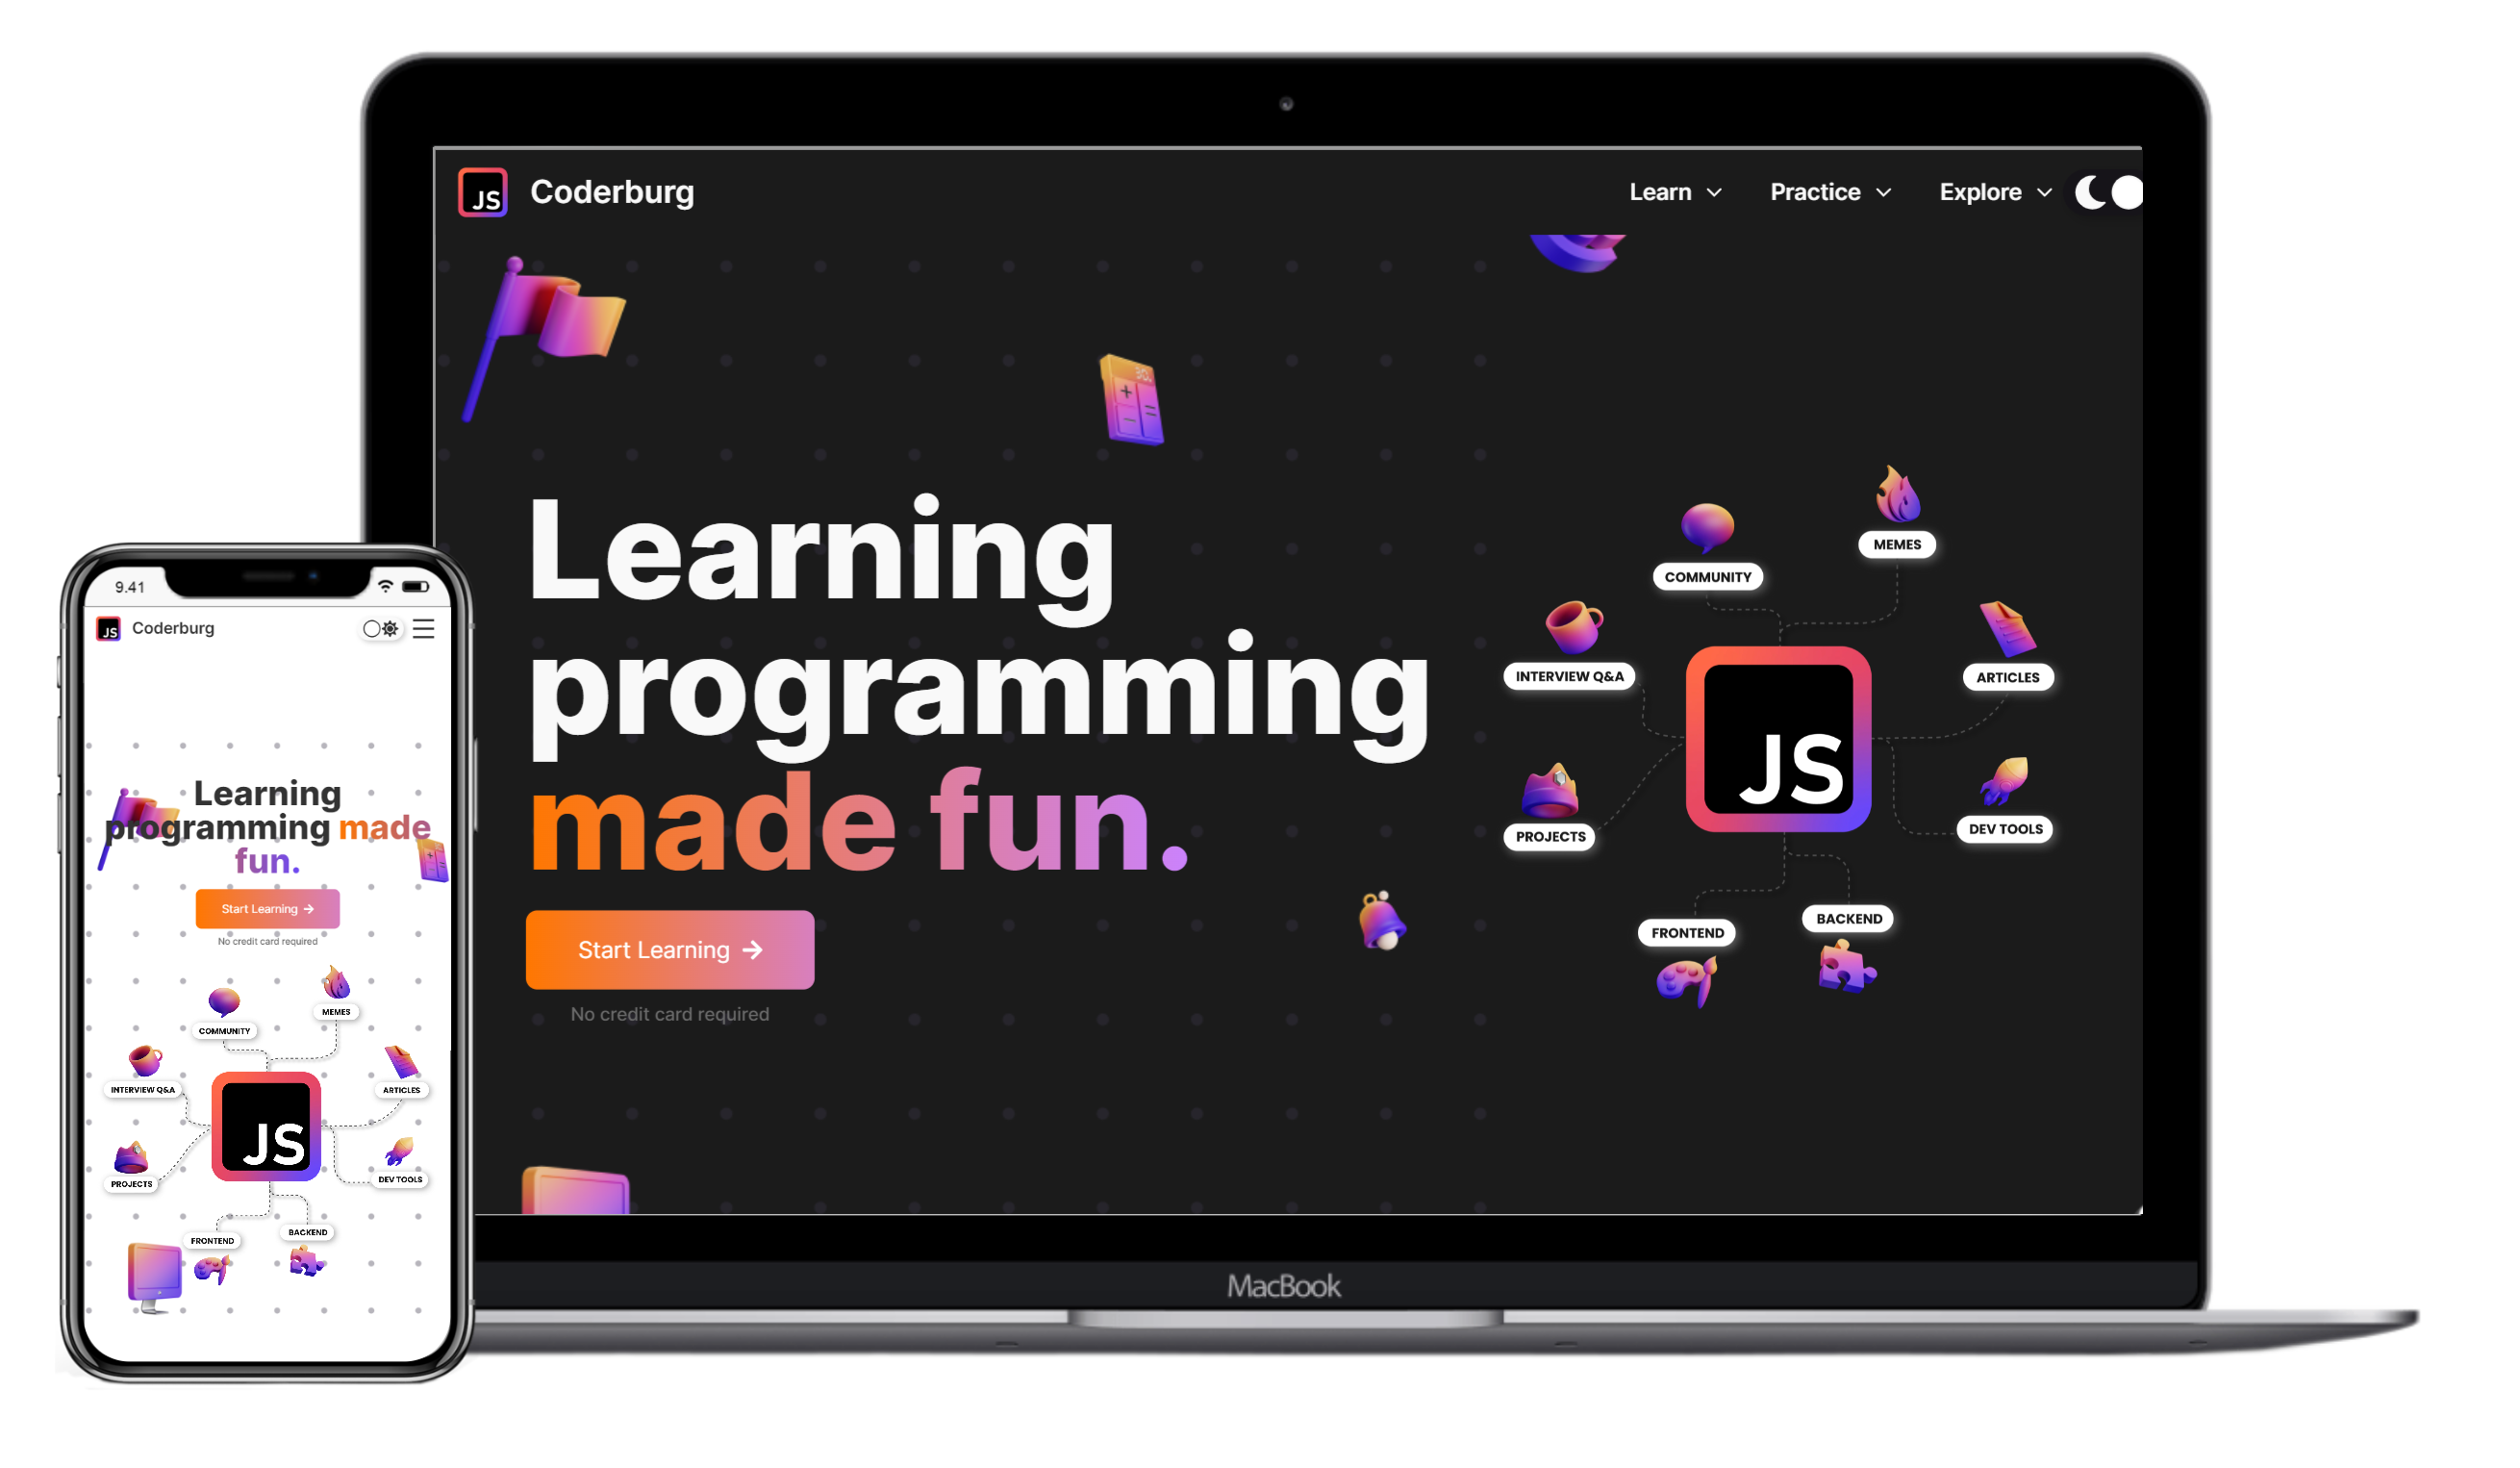 JS Coderburg
Learn Practice Explore
Learning
programming
made fun.
Start Learning →
No credit card required
MEMES
COMMUNITY
INTERVIEW Q&A
ARTICLES
JS
PROJECTS
DEV TOOLS
BACKEND
FRONTEND
MacBook
9.41
JS Coderburg
Learning
programming made
fun.
Start Learning →
No credit card required
MEMES
COMMUNITY
INTERVIEW Q&A
ARTICLES
JS
PROJECTS
DEV TOOLS
BACKEND
FRONTEND